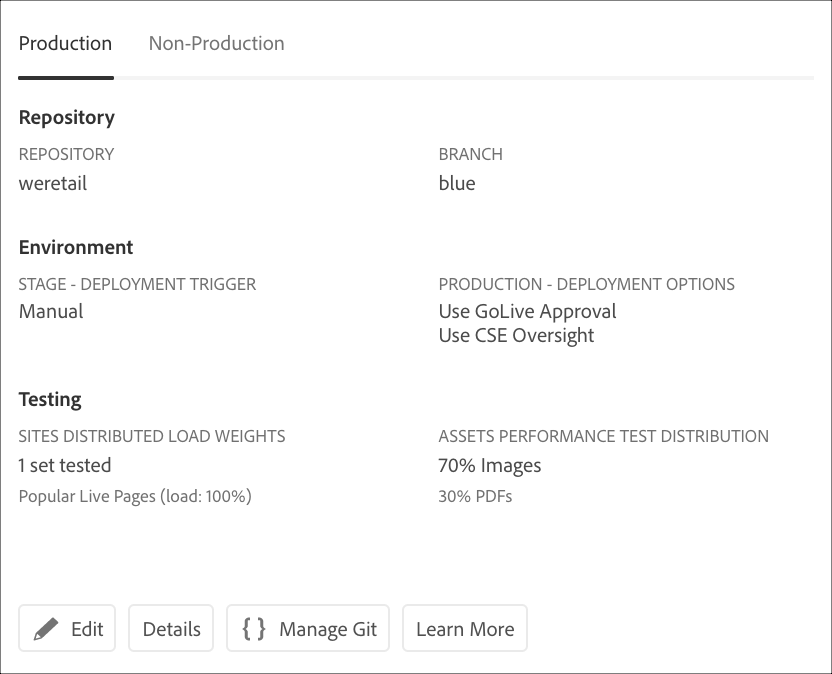 Production Non-Production
Repository
REPOSITORY BRANCH
weretail blue
Environment
STAGE - DEPLOYMENT TRIGGER PRODUCTION - DEPLOYMENT OPTIONS
Manual Use GoLive Approval
Use CSE Oversight
Testing
SITES DISTRIBUTED LOAD WEIGHTS ASSETS PERFORMANCE TEST DISTRIBUTION
1 set tested 70% Images
Popular Live Pages (load: 100%) 30% PDFs
Edit Details { } Manage Git Learn More